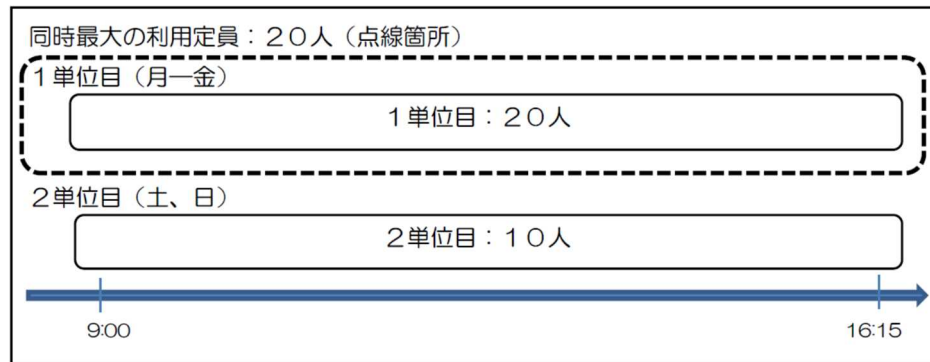 同時最大の利用定員：２０人（点線箇所）
１単位目（月―金）
１単位目：２０人
２単位目（土、日）
２単位目：１０人
9:00
16:15